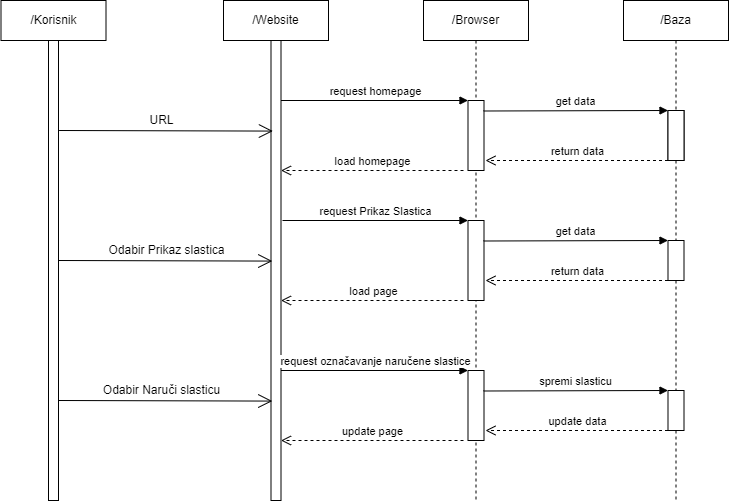 /Korisnik
/Website
/Browser
/Baza
request homepage
get data
URL
return data
load homepage
request Prikaz Slastica
get data
Odabir Prikaz slastica
return data
load page
request označavanje naručene slastice
spremi slasticu
Odabir Naruči slasticu
update data
update page